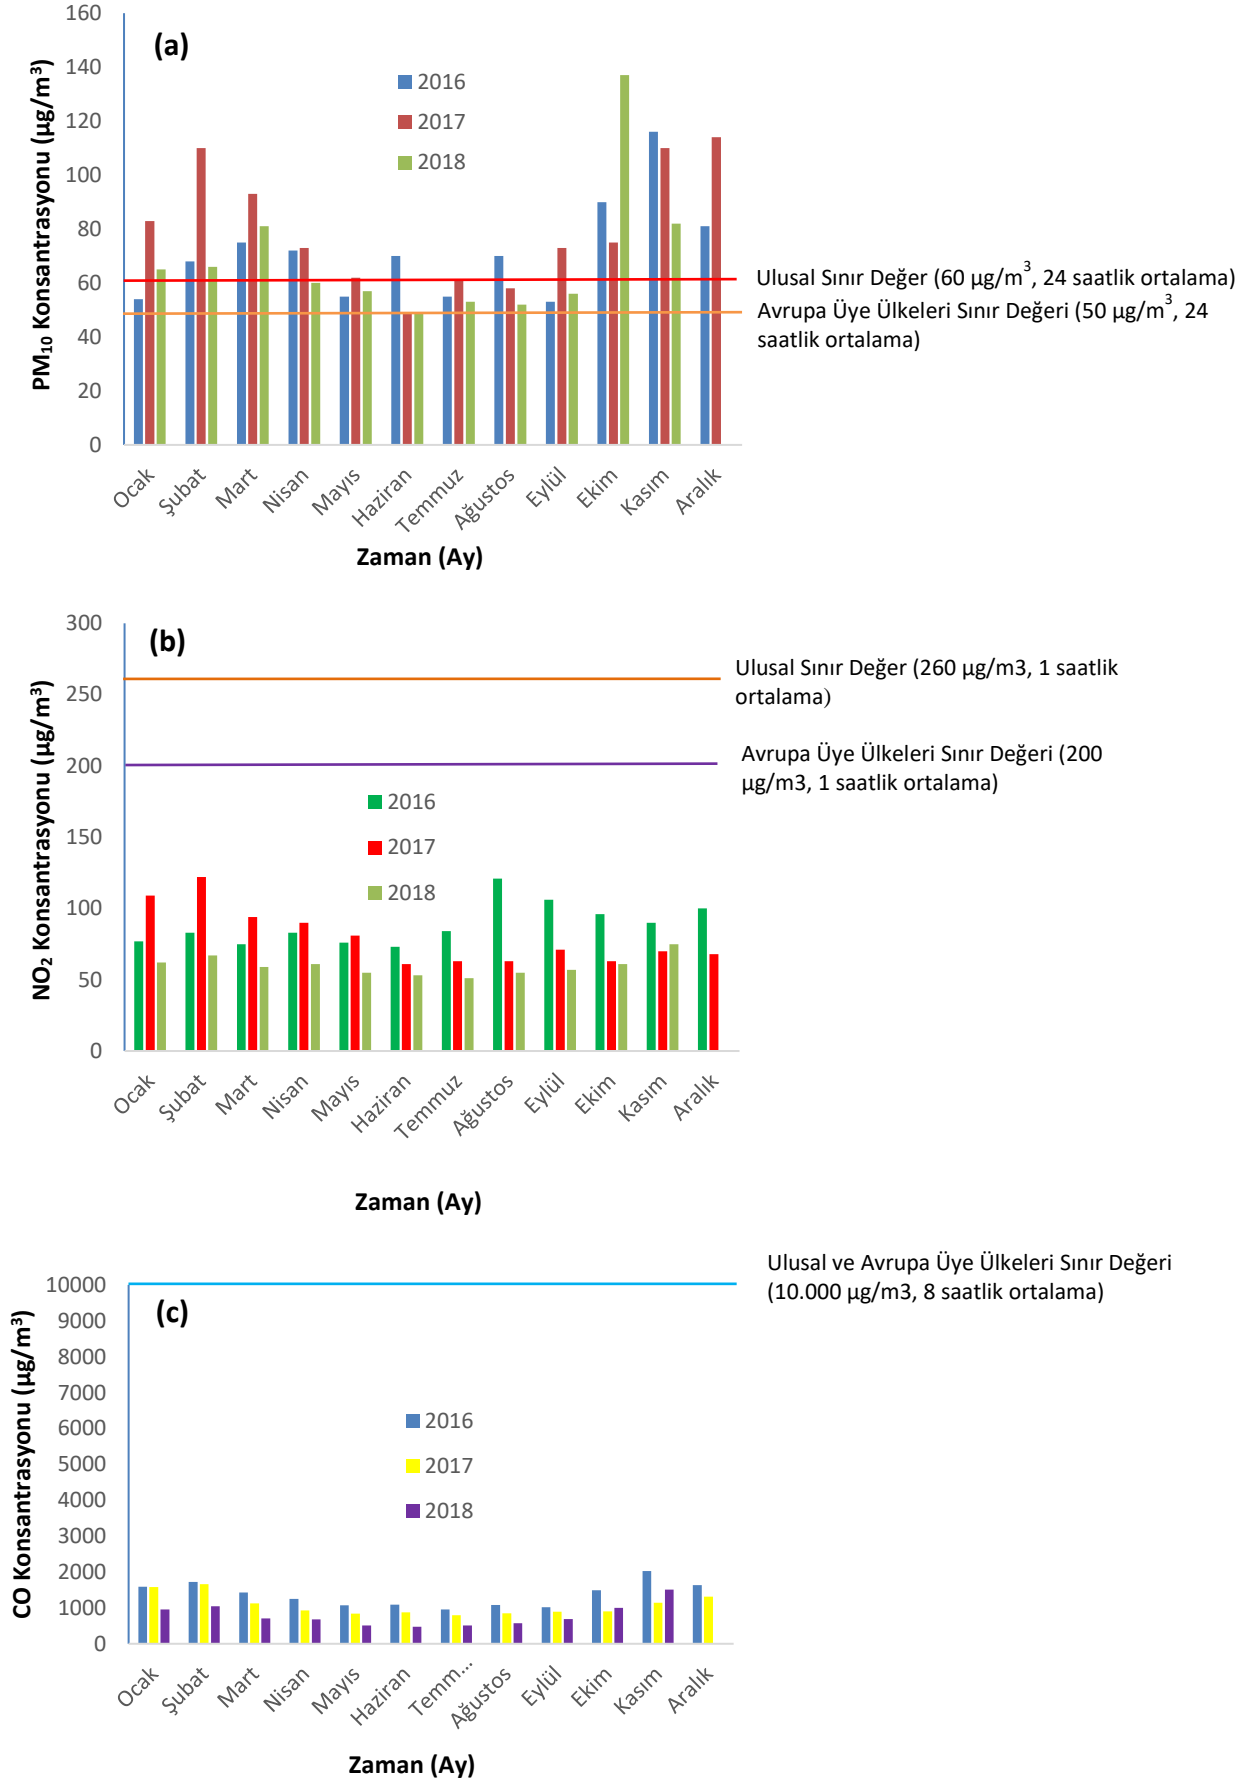 (a)
PM₁₀ Konsantrasyonu (µg/m³)
160
140
120
100
80
60
40
20
0
2016
2017
2018
Ulusal Sınır Değer (60 µg/m³, 24 saatlik ortalama)
Avrupa Üye Ülkeleri Sınır Değeri (50 µg/m³, 24
saatlik ortalama)
Ocak
Şubat
Mart
Nisan
Mayıs
Haziran
Temmuz
Ağustos
Eylül
Ekim
Kasım
Aralık
Zaman (Ay)
(b)
NO₂ Konsantrasyonu (µg/m³)
300
250
200
150
100
50
0
Ulusal Sınır Değer (260 µg/m3, 1 saatlik
ortalama)
Avrupa Üye Ülkeleri Sınır Değeri (200
µg/m3, 1 saatlik ortalama)
2016
2017
2018
Ocak
Şubat
Mart
Nisan
Mayıs
Haziran
Temmuz
Ağustos
Eylül
Ekim
Kasım
Aralık
Zaman (Ay)
Ulusal ve Avrupa Üye Ülkeleri Sınır Değeri
(10.000 µg/m3, 8 saatlik ortalama)
(c)
CO Konsantrasyonu (µg/m³)
10000
9000
8000
7000
6000
5000
4000
3000
2000
1000
0
2016
2017
2018
Ocak
Şubat
Mart
Nisan
Mayıs
Haziran
Temm...
Ağustos
Eylül
Ekim
Kasım
Aralık
Zaman (Ay)